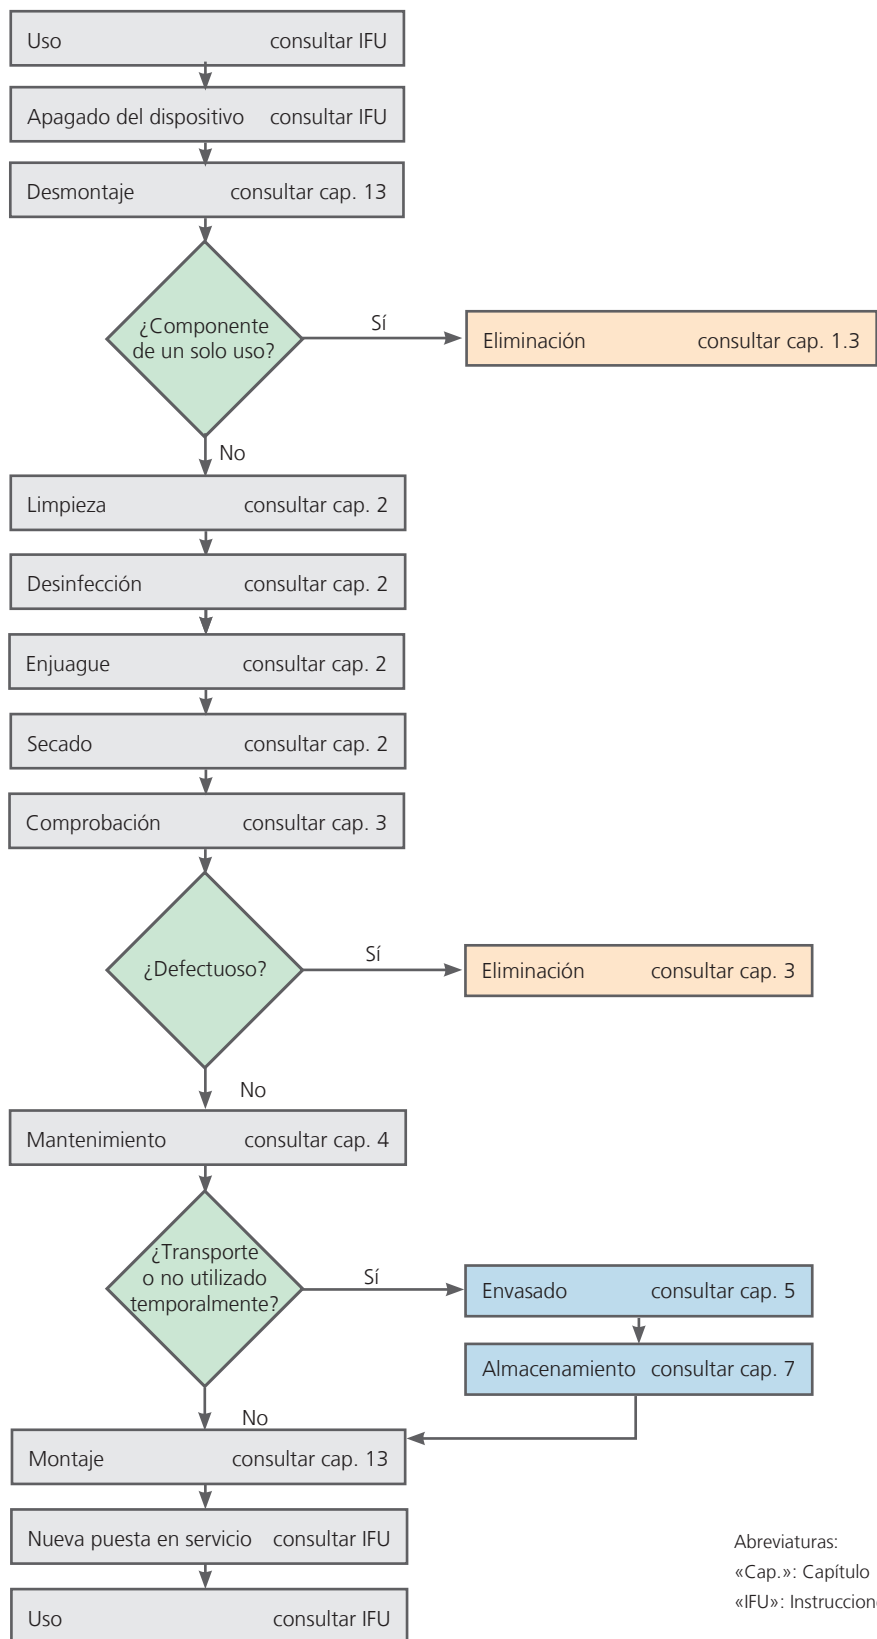 Uso consultar IFU
Apagado del dispositivo consultar IFU
Desmontaje consultar cap. 13
¿Componente
de un solo uso?
Sí
Eliminación consultar cap. 1.3
No
Limpieza consultar cap. 2
Desinfección consultar cap. 2
Enjuague consultar cap. 2
Secado consultar cap. 2
Comprobación consultar cap. 3
¿Defectuoso?
Sí
Eliminación consultar cap. 3
No
Mantenimiento consultar cap. 4
¿Transporte
o no utilizado
temporalmente?
Sí
Envasado consultar cap. 5
Almacenamiento consultar cap. 7
No
Montaje consultar cap. 13
Nueva puesta en servicio consultar IFU
Uso consultar IFU
Abreviaturas:
«Cap.»: Capítulo
«IFU»: